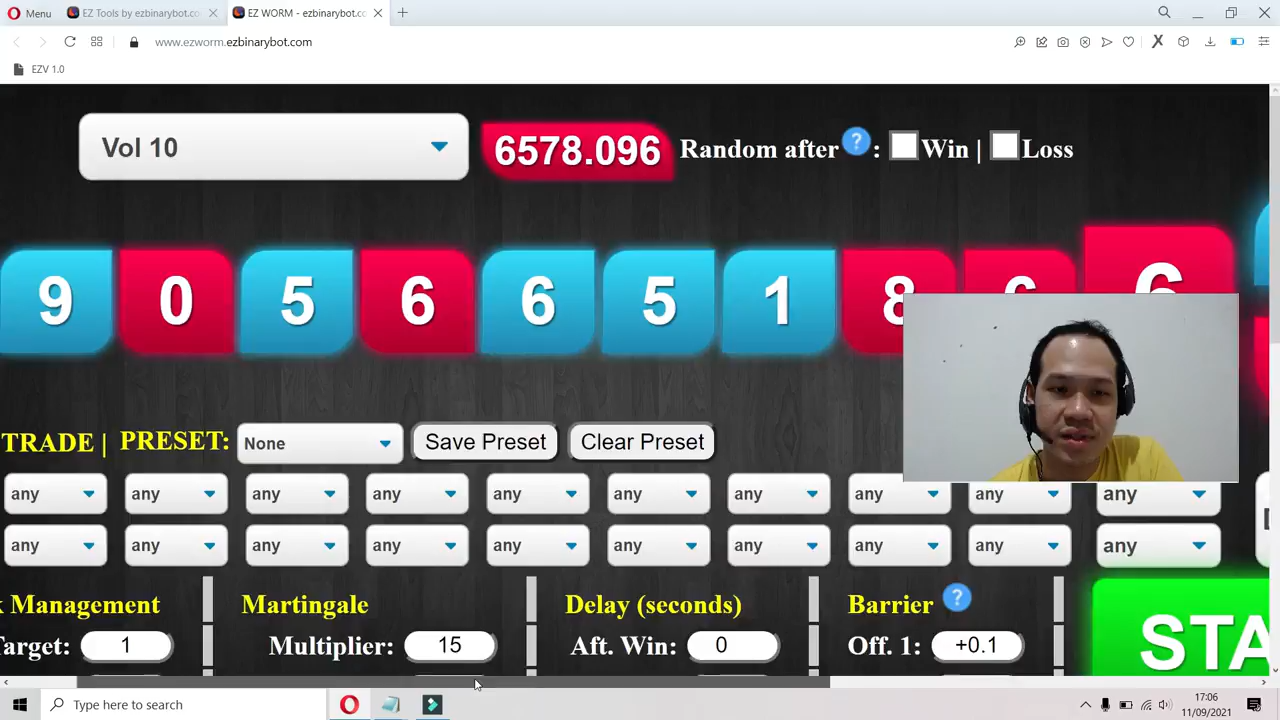 Menu
EZ Tools by ezbinarybot.co
EZ WORM - ezbinarybot.co
www.ezworm.ezbinarybot.com
EZV 1.0
Vol 10
6578.096
Random after ? : Win | Loss
9 0 5 6 6 5 1 8 6 6
TRADE | PRESET: None Save Preset Clear Preset
any any any any any any any any any any
any any any any any any any any any any
k Management Martingale Delay (seconds) Barrier ?
Target: 1 Multiplier: 15 Aft. Win: 0 Off. 1: +0.1
STA
Type here to search
17:06
11/09/2021